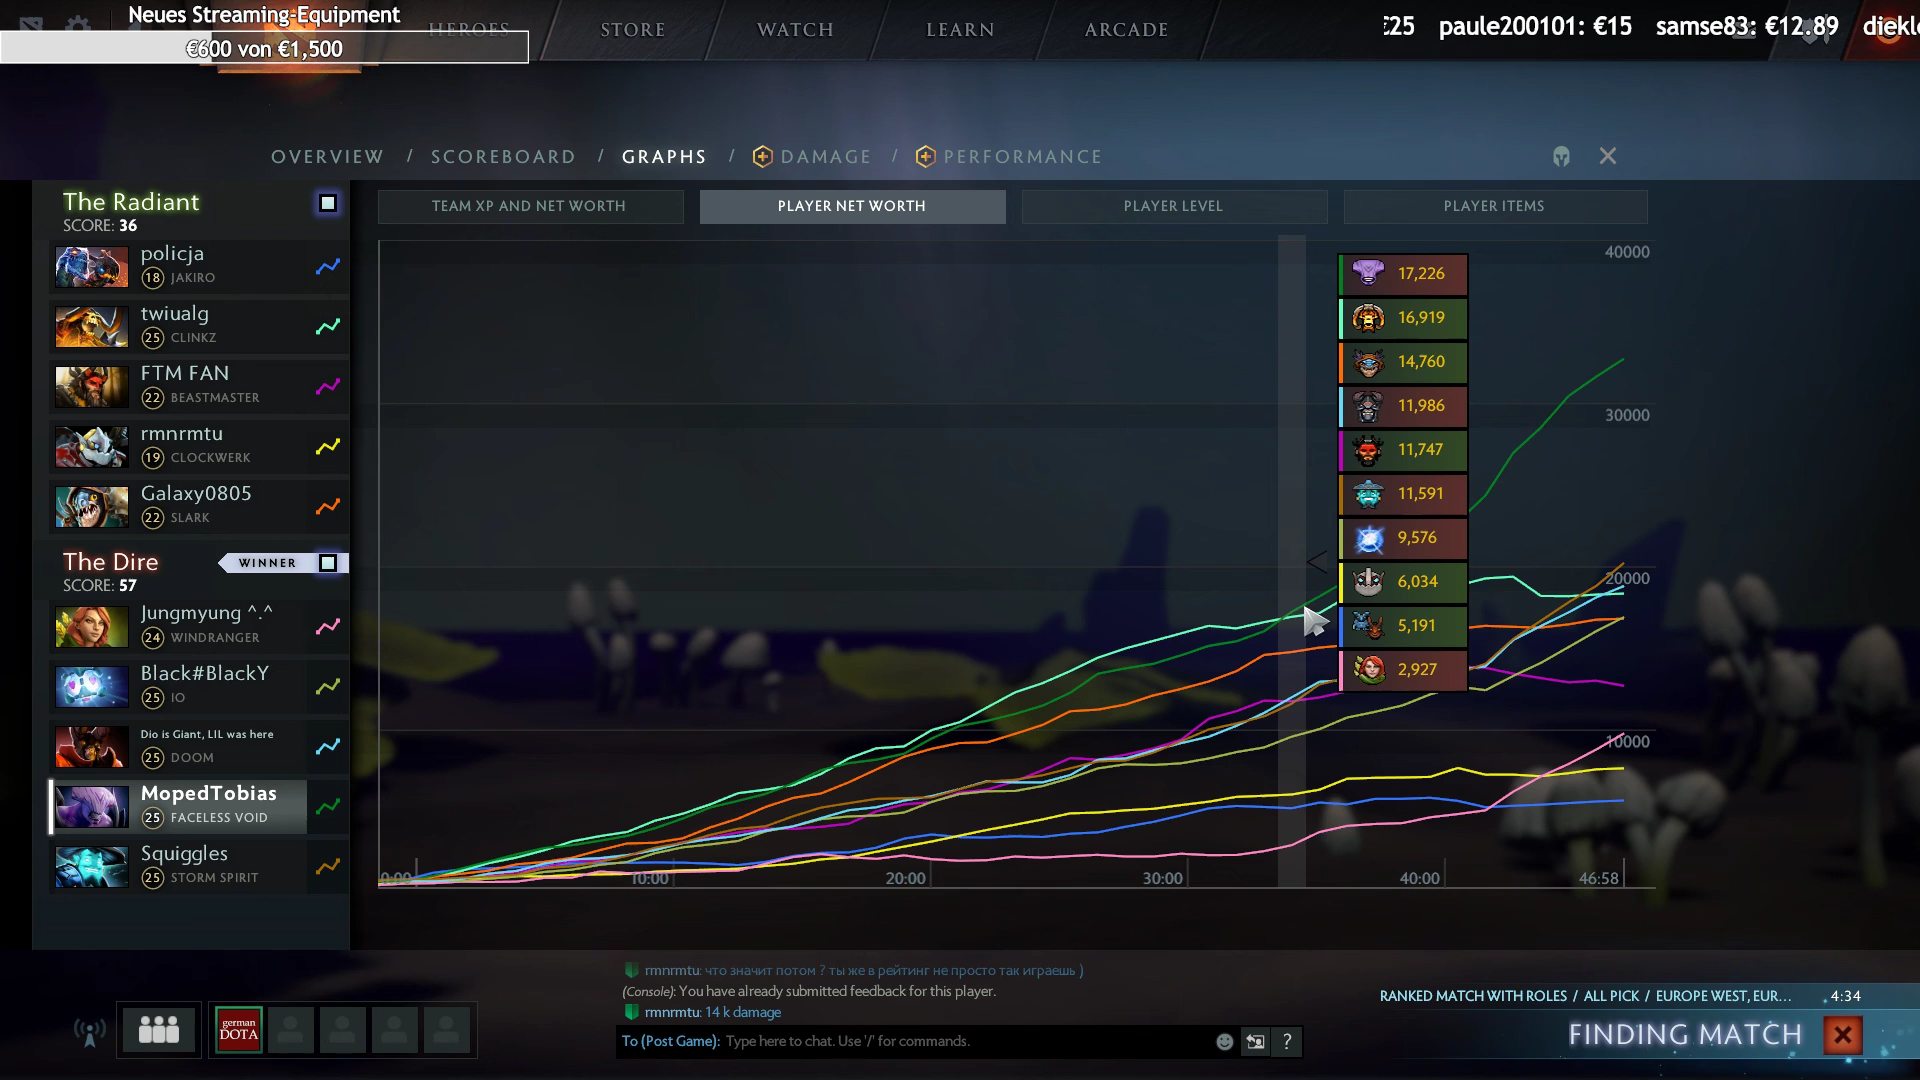 Neues Streaming-Equipment
€600 von €1,500
HEROES
STORE
WATCH
LEARN
ARCADE
€25 paule200101: €15 samse83: €12.89
OVERVIEW / SCOREBOARD / GRAPHS / DAMAGE / PERFORMANCE
The Radiant
SCORE: 36
policja
18 JAKIRO
twiualg
25 CLINKZ
FTM FAN
22 BEASTMASTER
rmnrmtu
19 CLOCKWERK
Galaxy0805
22 SLARK
The Dire
WINNER
SCORE: 57
Jungmyung ^.^
24 WINDRANGER
Black#BlackY
25 IO
Dio is Giant, LIL was here
25 DOOM
MopedTobias
25 FACELESS VOID
Squiggles
25 STORM SPIRIT
TEAM XP AND NET WORTH
PLAYER NET WORTH
PLAYER LEVEL
PLAYER ITEMS
40000
30000
20000
10000
17,226
16,919
14,760
11,986
11,747
11,591
9,576
6,034
5,191
2,927
0:00
10:00
20:00
30:00
40:00
46:58
rmnrmtu: что значит потом ? ты же в рейтинг не просто так играешь )
(Console): You have already submitted feedback for this player.
rmnrmtu: 14 k damage
To (Post Game): Type here to chat. Use '/' for commands.
?
german
DOTA
RANKED MATCH WITH ROLES / ALL PICK / EUROPE WEST, EUR...
4:34
FINDING MATCH